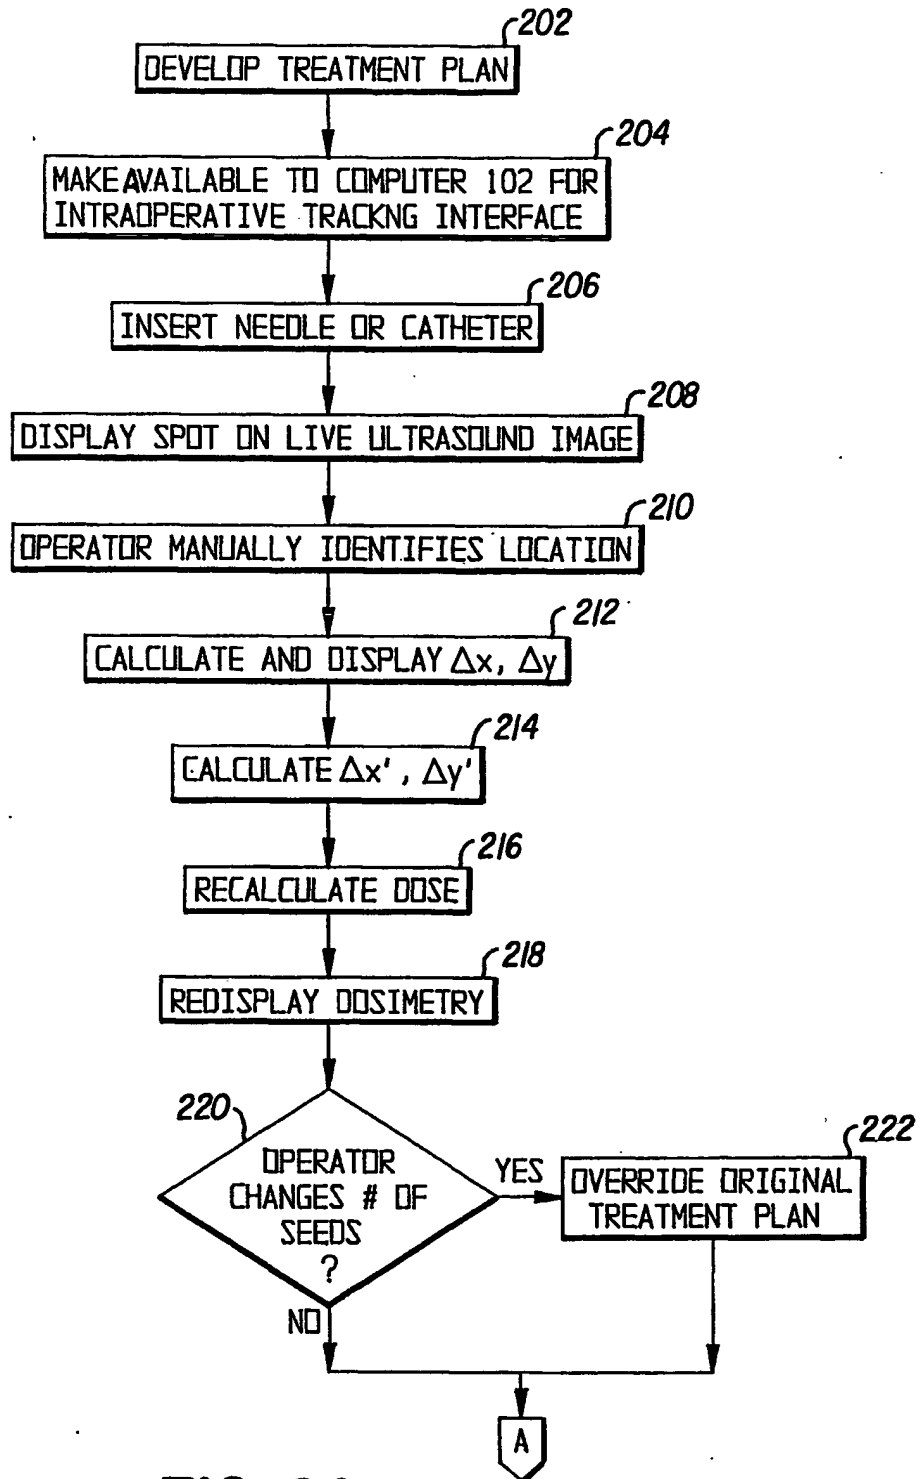 202
DEVELOP TREATMENT PLAN
204
MAKE AVAILABLE TO COMPUTER 102 FOR
INTRAOPERATIVE TRACKNG INTERFACE
206
INSERT NEEDLE OR CATHETER
208
DISPLAY SPOT ON LIVE ULTRASOUND IMAGE
210
OPERATOR MANUALLY IDENTIFIES LOCATION
212
CALCULATE AND DISPLAY Δx, Δy
214
CALCULATE Δx', Δy'
216
RECALCULATE DOSE
218
REDISPLAY DOSIMETRY
220
OPERATOR
CHANGES # OF
SEEDS
?
YES
222
OVERRIDE ORIGINAL
TREATMENT PLAN
NO
A